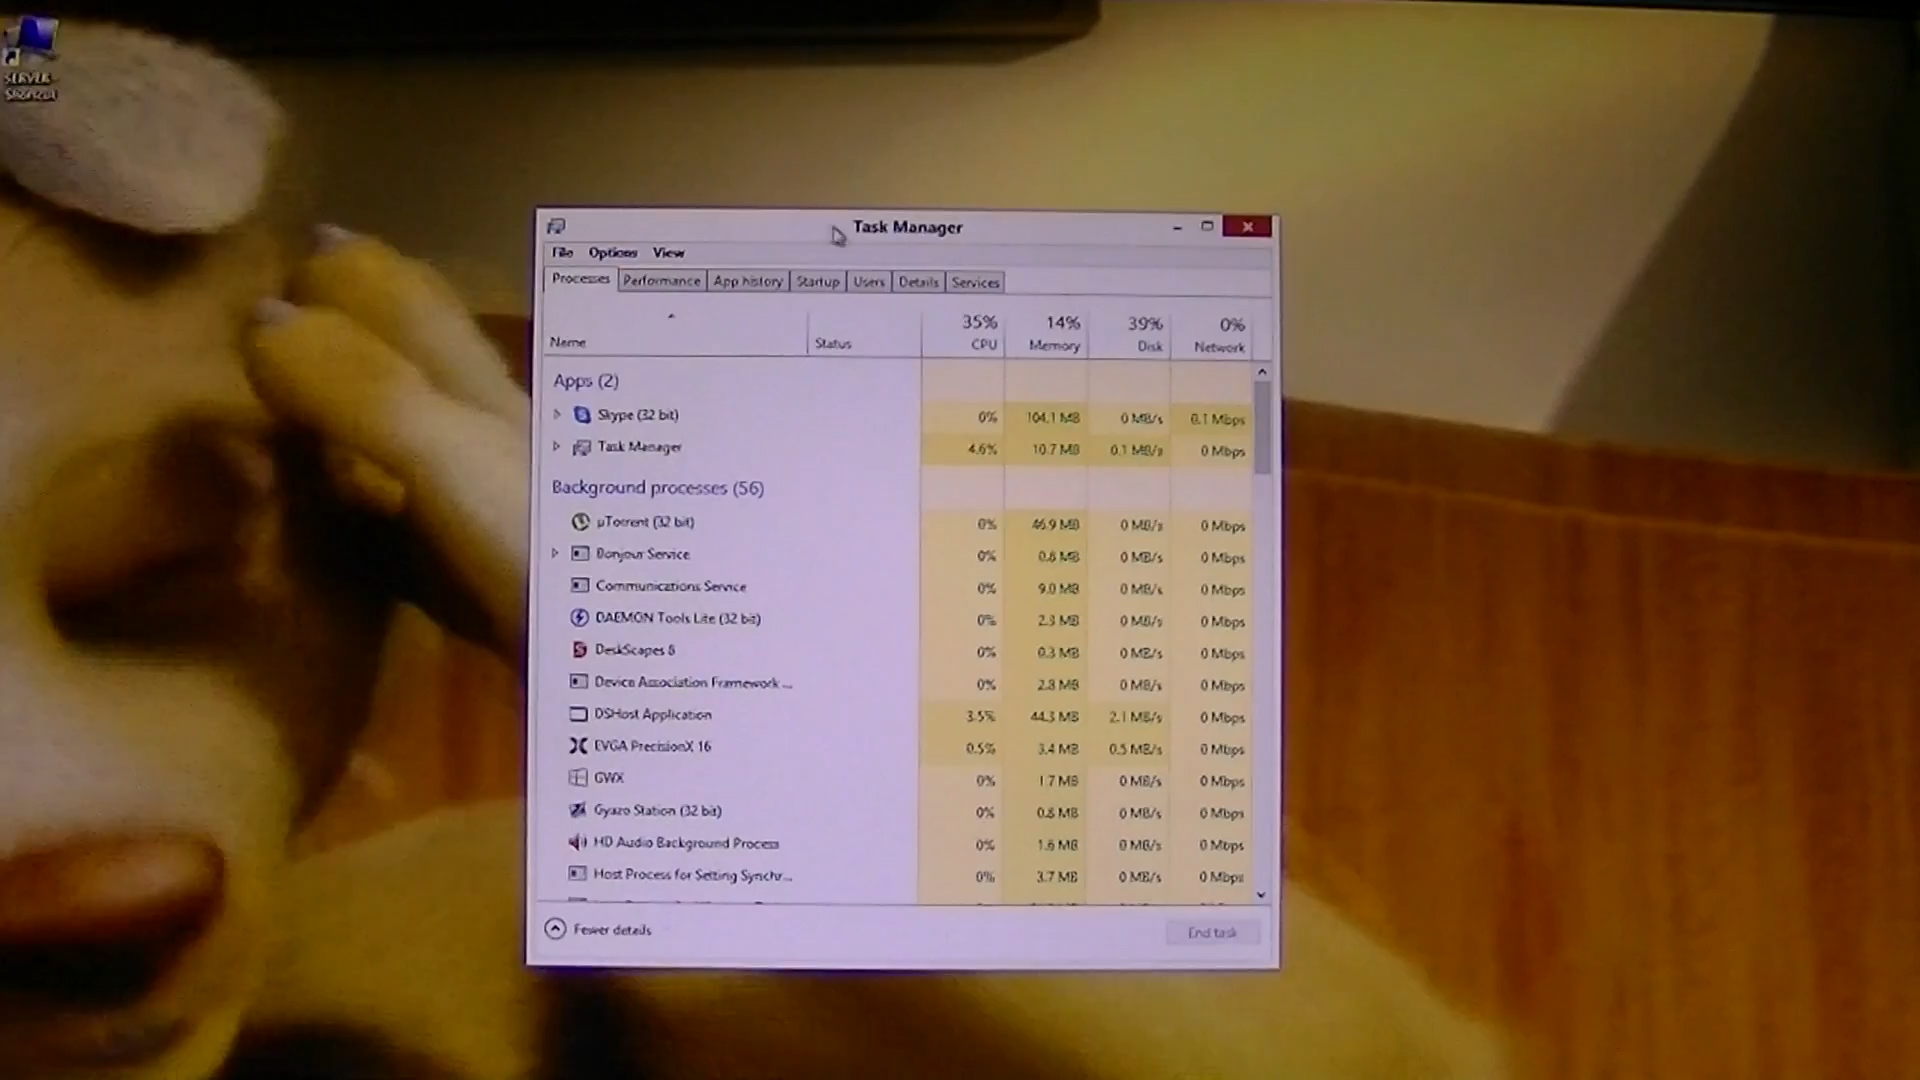 SERVER -
Task Manager
File Options View
Processes Performance App history Startup Users Details Services
35% 14% 39% 0%
Name Status CPU Memory Disk Network
Apps (2)
Skype (32 bit) 0% 104.1 MB 0 MB/s 0.1 Mbps
Task Manager 4.6% 10.7 MB 0.1 MB/s 0 Mbps
Background processes (56)
µTorrent (32 bit) 0% 46.9 MB 0 MB/s 0 Mbps
Bonjour Service 0% 0.8 MB 0 MB/s 0 Mbps
Communications Service 0% 9.0 MB 0 MB/s 0 Mbps
DAEMON Tools Lite (32 bit) 0% 2.3 MB 0 MB/s 0 Mbps
DeskScapes 8 0% 0.3 MB 0 MB/s 0 Mbps
Device Association Framework ... 0% 2.8 MB 0 MB/s 0 Mbps
DSHost Application 3.5% 44.3 MB 2.1 MB/s 0 Mbps
EVGA PrecisionX 16 0.5% 3.4 MB 0.5 MB/s 0 Mbps
GWX 0% 1.7 MB 0 MB/s 0 Mbps
Gyazo Station (32 bit) 0% 0.8 MB 0 MB/s 0 Mbps
HD Audio Background Process 0% 1.6 MB 0 MB/s 0 Mbps
Host Process for Setting Synchr... 0% 3.7 MB 0 MB/s 0 Mbps
Fewer details End task